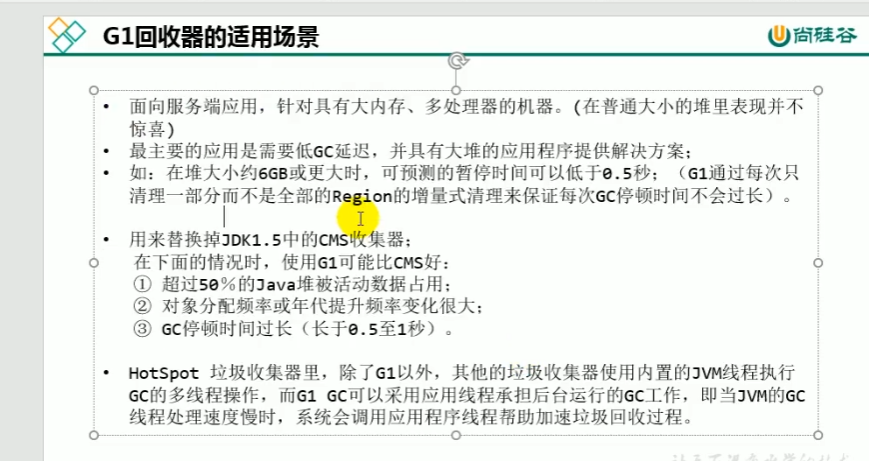 G1回收器的适用场景
尚硅谷
• 面向服务端应用，针对具有大内存、多处理器的机器。(在普通大小的堆里表现并不
惊喜)
• 最主要的应用是需要低GC延迟，并具有大堆的应用程序提供解决方案；
• 如：在堆大小约6GB或更大时，可预测的暂停时间可以低于0.5秒；（G1通过每次只
清理一部分而不是全部的Region的增量式清理来保证每次GC停顿时间不会过长）。
• 用来替换掉JDK1.5中的CMS收集器；
在下面的情况时，使用G1可能比CMS好：
① 超过50％的Java堆被活动数据占用；
② 对象分配频率或年代提升频率变化很大；
③ GC停顿时间过长（长于0.5至1秒）。
• HotSpot 垃圾收集器里，除了G1以外，其他的垃圾收集器使用内置的JVM线程执行
GC的多线程操作，而G1 GC可以采用应用线程承担后台运行的GC工作，即当JVM的GC
线程处理速度慢时，系统会调用应用程序线程帮助加速垃圾回收过程。